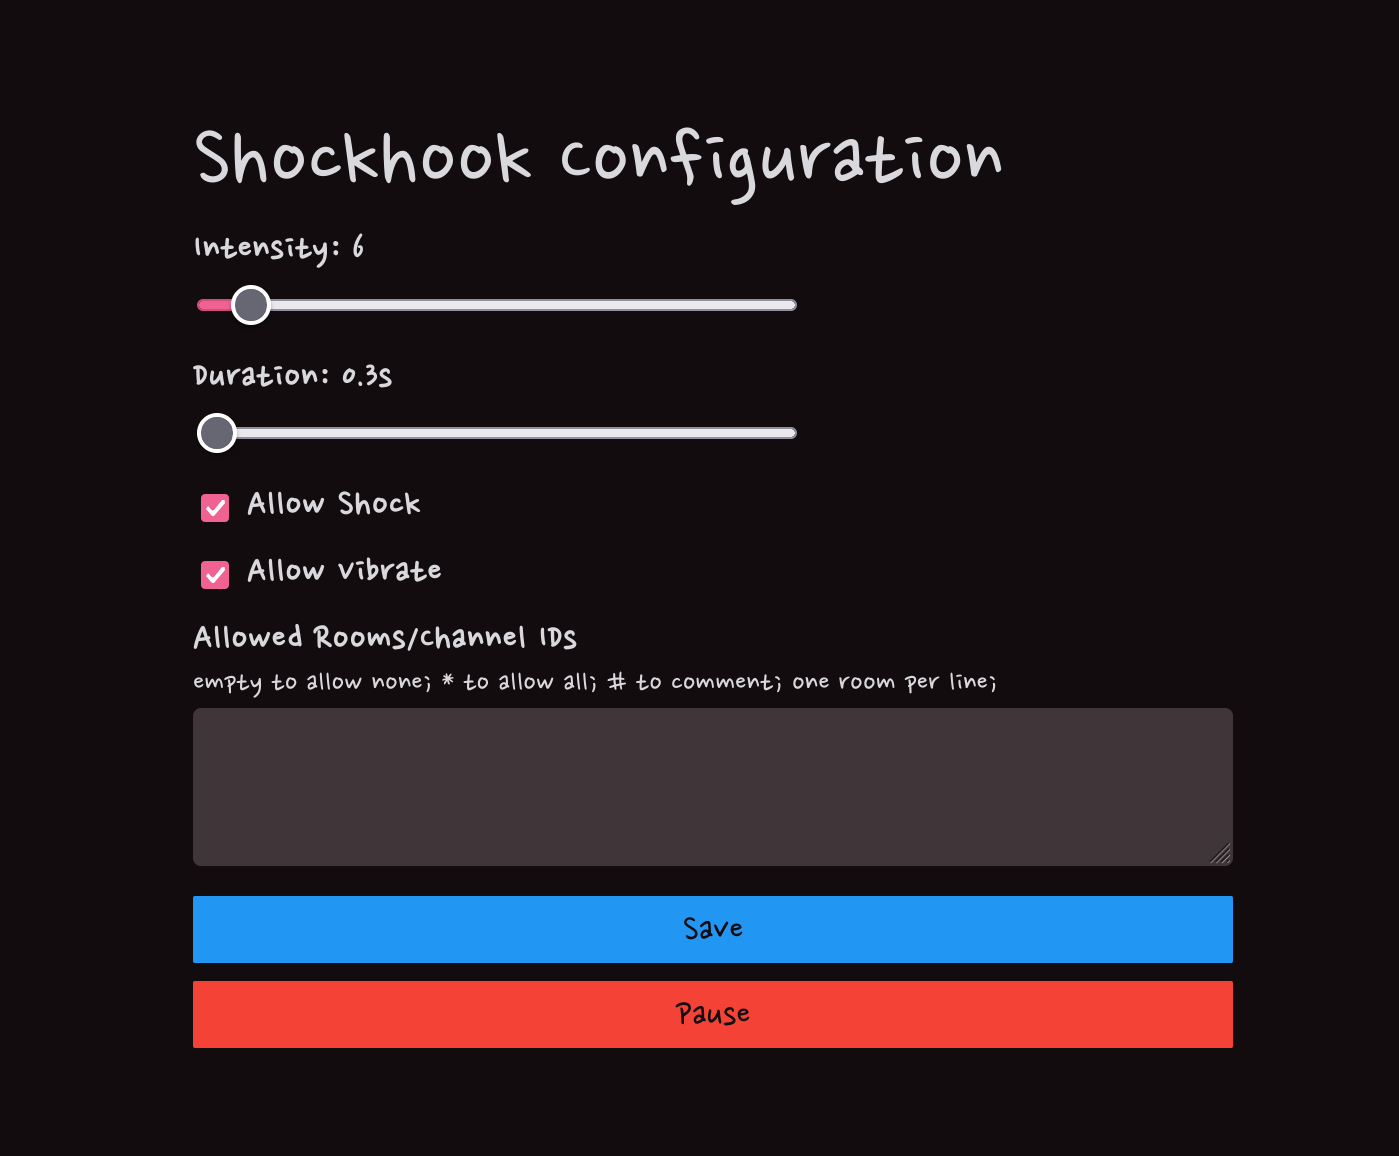 Shockhook configuration
Intensity: 6
Duration: 0.3s
Allow Shock
Allow Vibrate
Allowed Rooms/Channel IDs
empty to allow none; * to allow all; # to comment; one room per line;
Save
Pause